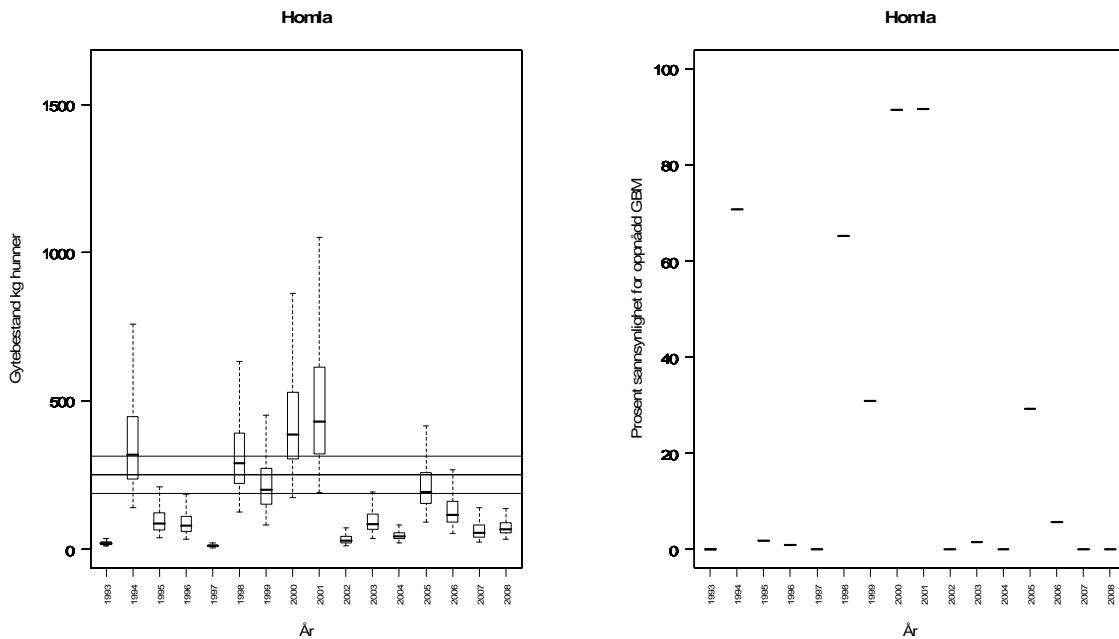 Homla
Gytebestand kg hunner
1500
1000
500
0
1993 1994 1995 1996 1997 1998 1999 2000 2001 2002 2003 2004 2005 2006 2007 2008
År
Homla
Prosent sannsynlighet for oppnådd GBM
100
80
60
40
20
0
1993 1994 1995 1996 1997 1998 1999 2000 2001 2002 2003 2004 2005 2006 2007 2008
År